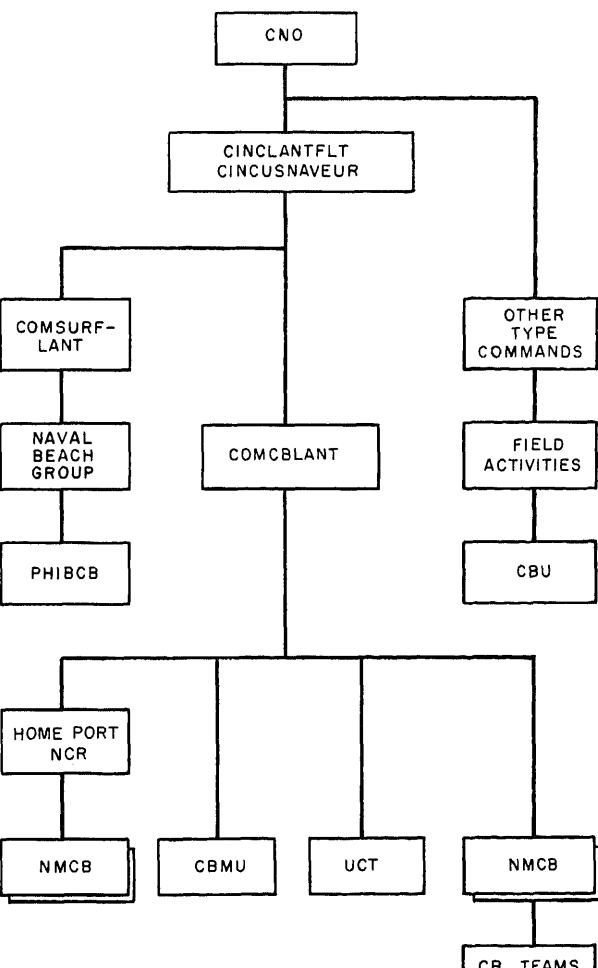 CNO
CINCLANTFLT
CINCUSNAVEUR
COMSURF-
LANT
OTHER
TYPE
COMMANDS
NAVAL
BEACH
GROUP
COMCBLANT
FIELD
ACTIVITIES
PHIBCB
CBU
HOME PORT
NCR
NMCB
CBMU
UCT
NMCB
CB TEAMS